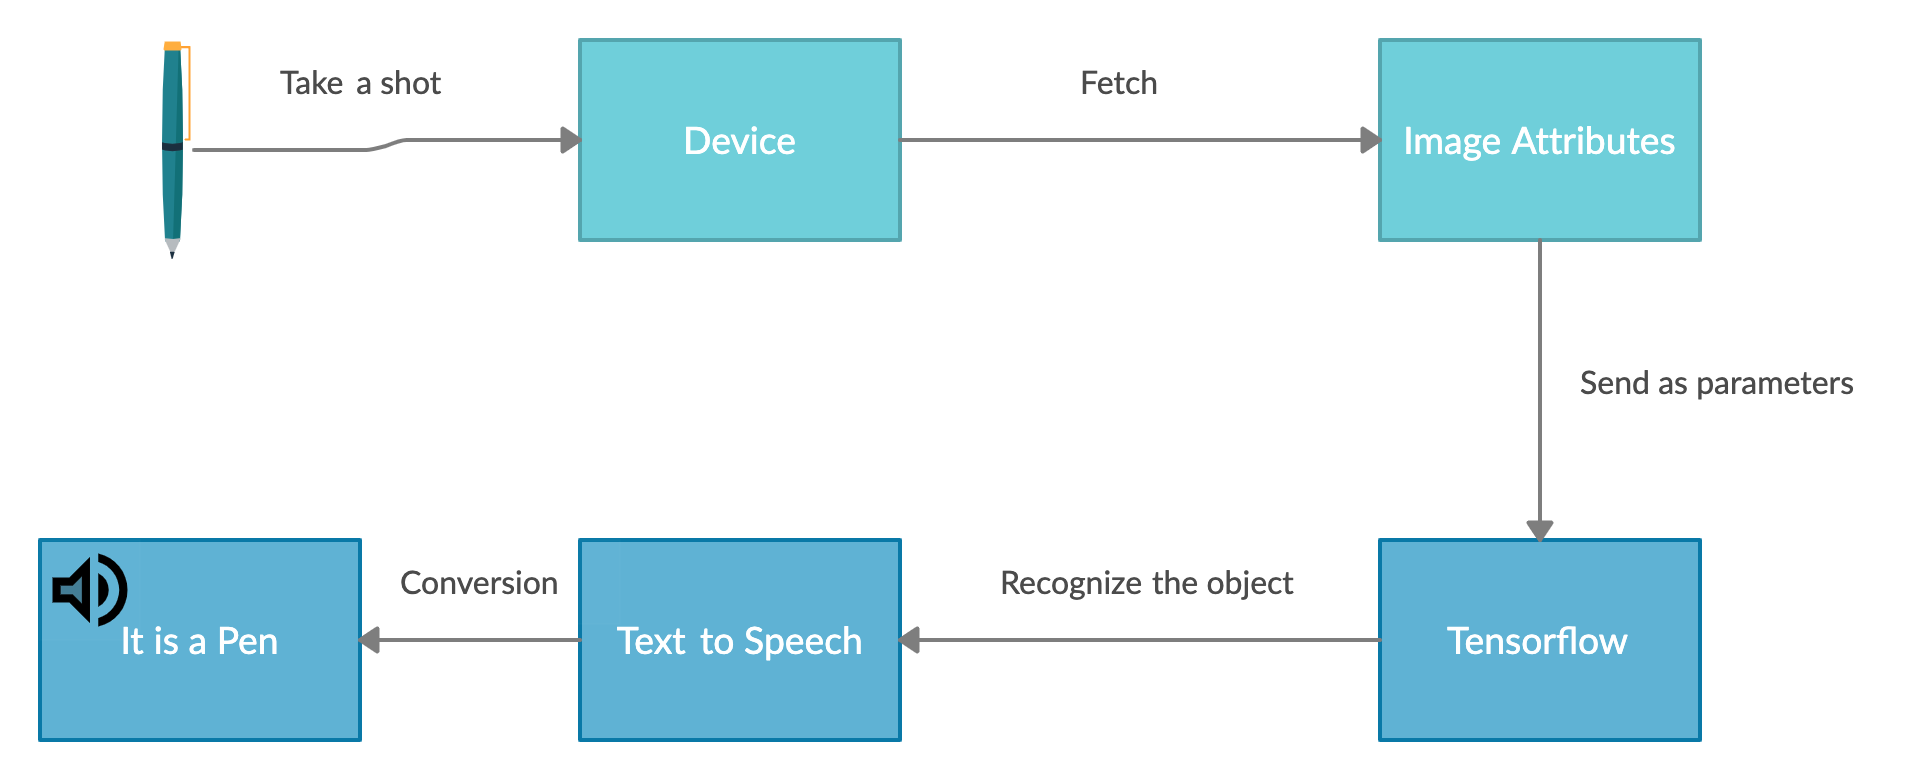 Take a shot
Device
Fetch
Image Attributes
Send as parameters
Tensorflow
Recognize the object
Text to Speech
Conversion
It is a Pen